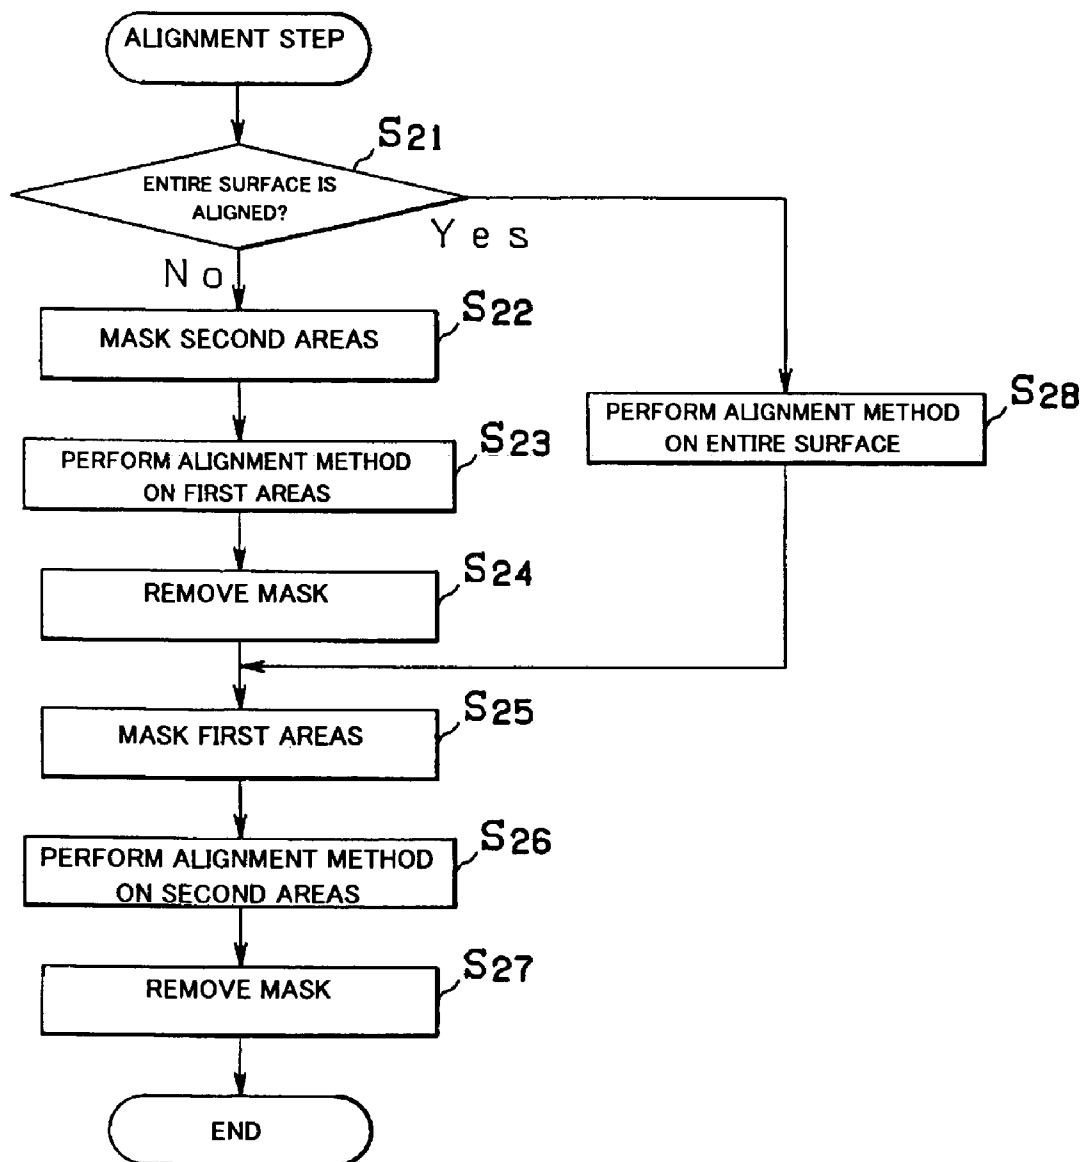 ALIGNMENT STEP
S21
ENTIRE SURFACE IS
ALIGNED?
Yes
No
S22
MASK SECOND AREAS
S28
PERFORM ALIGNMENT METHOD
ON ENTIRE SURFACE
S23
PERFORM ALIGNMENT METHOD
ON FIRST AREAS
S24
REMOVE MASK
S25
MASK FIRST AREAS
S26
PERFORM ALIGNMENT METHOD
ON SECOND AREAS
S27
REMOVE MASK
END